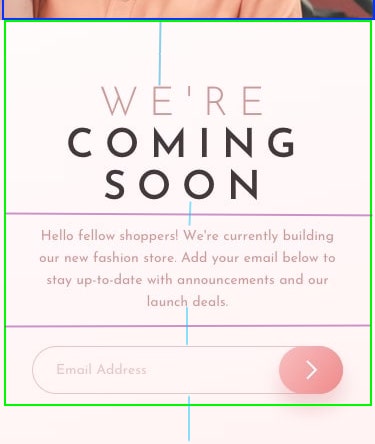 WE'RE
COMING
SOON
Hello fellow shoppers! We're currently building
our new fashion store. Add your email below to
stay up-to-date with announcements and our
launch deals.
Email Address